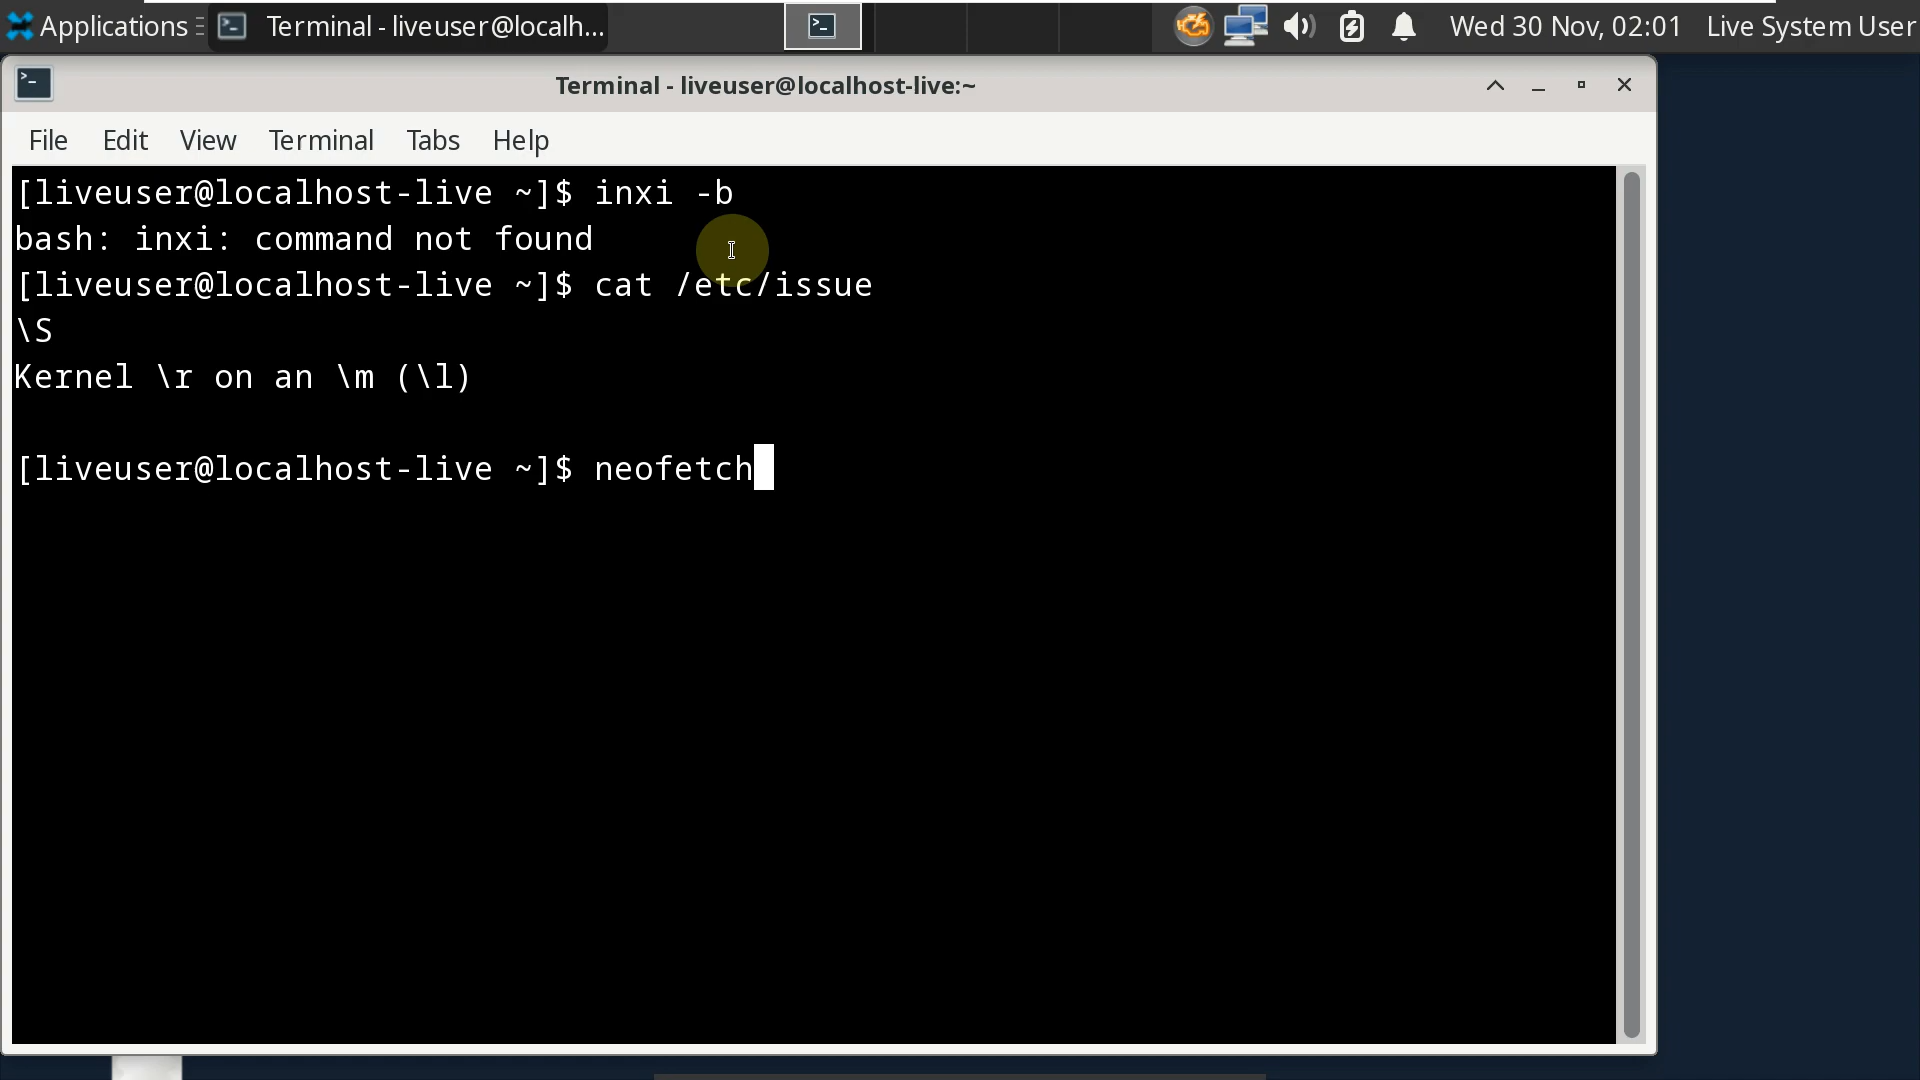 Applications
Terminal - liveuser@localh...
Wed 30 Nov, 02:01
Live System User
Terminal - liveuser@localhost-live:~
File Edit View Terminal Tabs Help
[liveuser@localhost-live ~]$ inxi -b
bash: inxi: command not found
[liveuser@localhost-live ~]$ cat /etc/issue
\S
Kernel \r on an \m (\l)
[liveuser@localhost-live ~]$ neofetch